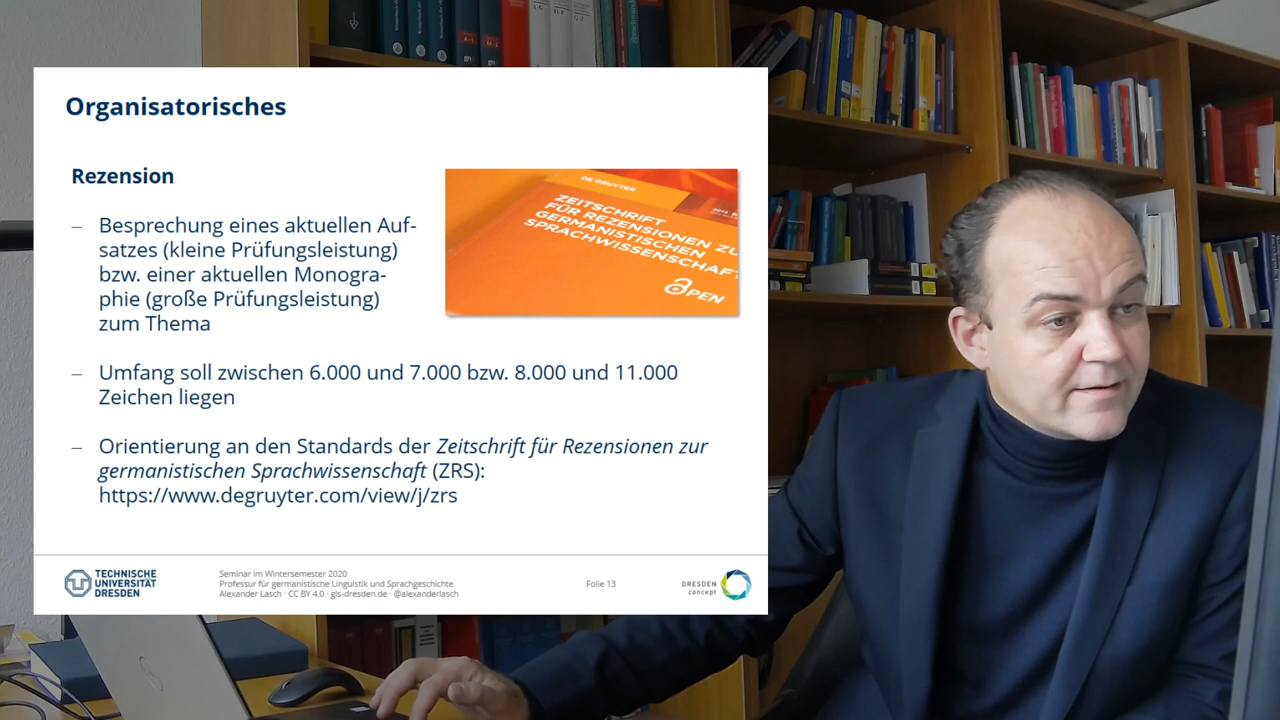 Organisatorisches
Rezension
– Besprechung eines aktuellen Auf-
satzes (kleine Prüfungsleistung)
bzw. einer aktuellen Monogra-
phie (große Prüfungsleistung)
zum Thema
DE GRUYTER
ZEITSCHRIFT
FÜR REZENSIONEN ZU
GERMANISTISCHEN
SPRACHWISSENSCHAFT
OPEN
– Umfang soll zwischen 6.000 und 7.000 bzw. 8.000 und 11.000
Zeichen liegen
– Orientierung an den Standards der Zeitschrift für Rezensionen zur
germanistischen Sprachwissenschaft (ZRS):
https://www.degruyter.com/view/j/zrs
TECHNISCHE
UNIVERSITÄT
DRESDEN
Seminar im Wintersemester 2020
Professur für germanistische Linguistik und Sprachgeschichte
Alexander Lasch · CC BY 4.0 · gls-dresden.de · @alexanderlasch
Folie 13
DRESDEN
concept